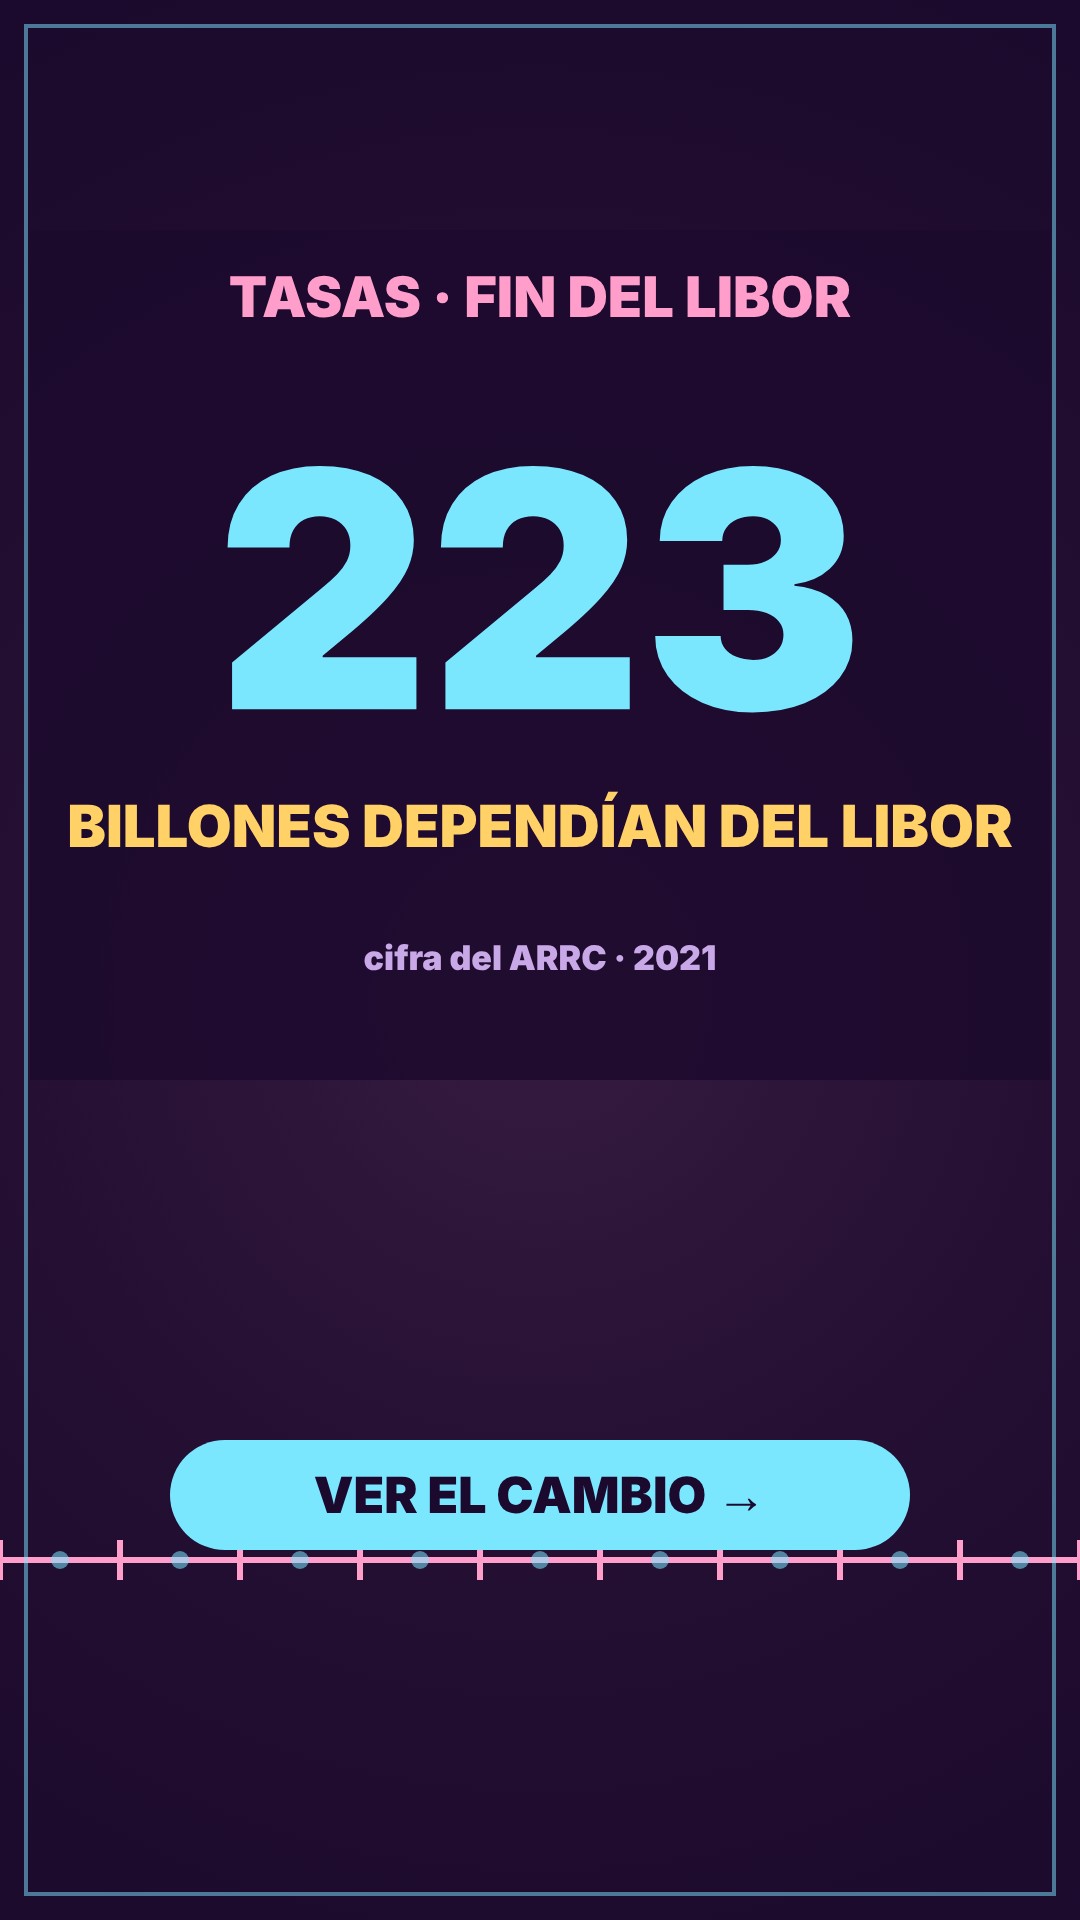 TASAS · FIN DEL LIBOR
223
BILLONES DEPENDÍAN DEL LIBOR
cifra del ARRC · 2021
VER EL CAMBIO →